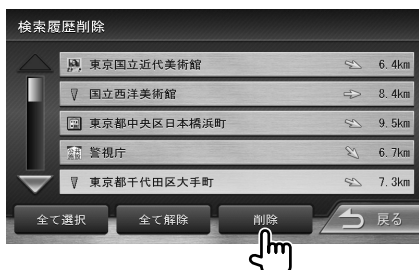 検索履歴削除
東京国立近代美術館 6.4km
国立西洋美術館 8.4km
東京都中央区日本橋浜町 9.5km
警視庁 6.7km
東京都千代田区大手町 7.3km
全て選択 全て解除 削除 戻る